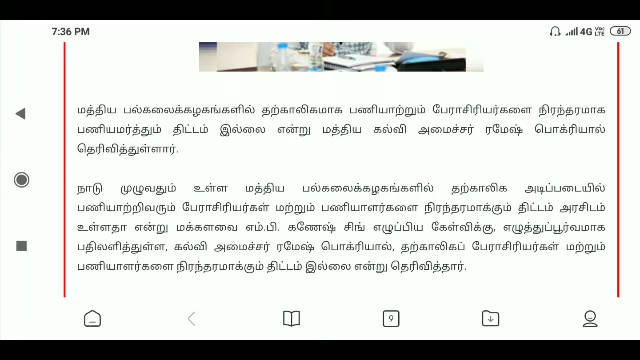 7:36 PM
4G VoLTE 61
மத்திய பல்கலைக்கழகங்களில் தற்காலிகமாக பணியாற்றும் பேராசிரியர்களை நிரந்தரமாக
பணியமர்த்தும் திட்டம் இல்லை என்று மத்திய கல்வி அமைச்சர் ரமேஷ் பொக்ரியால்
தெரிவித்துள்ளார்.
நாடு முழுவதும் உள்ள மத்திய பல்கலைக்கழகங்களில் தற்காலிக அடிப்படையில்
பணியாற்றிவரும் பேராசிரியர்கள் மற்றும் பணியாளர்களை நிரந்தரமாக்கும் திட்டம் அரசிடம்
உள்ளதா என்று மக்களவை எம்.பி. கணேஷ் சிங் எழுப்பிய கேள்விக்கு, எழுத்துப்பூர்வமாக
பதிலளித்துள்ள, கல்வி அமைச்சர் ரமேஷ் பொக்ரியால், தற்காலிகப் பேராசிரியர்கள் மற்றும்
பணியாளர்களை நிரந்தரமாக்கும் திட்டம் இல்லை என்று தெரிவித்தார்.
9